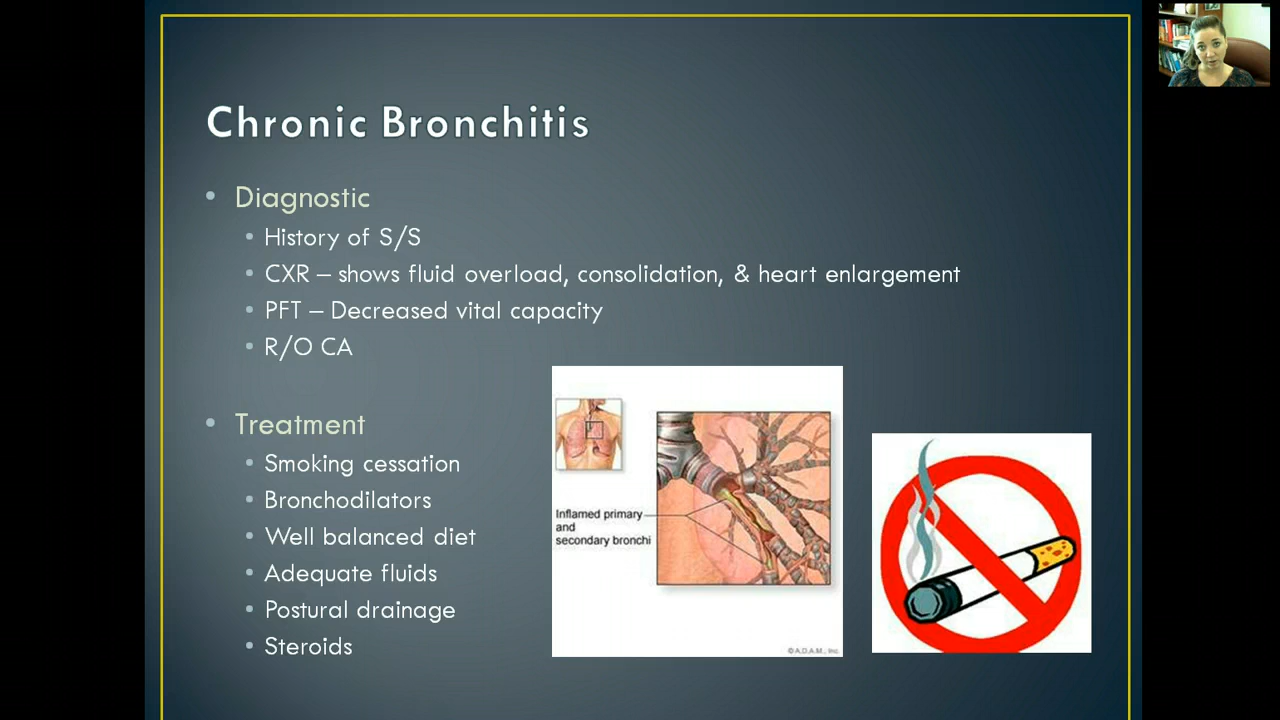 Chronic Bronchitis
• Diagnostic
• History of S/S
• CXR – shows fluid overload, consolidation, & heart enlargement
• PFT – Decreased vital capacity
• R/O CA
• Treatment
• Smoking cessation
• Bronchodilators
• Well balanced diet
• Adequate fluids
• Postural drainage
• Steroids
Inflamed primary
and
secondary bronchi
© A.D.A.M., Inc.